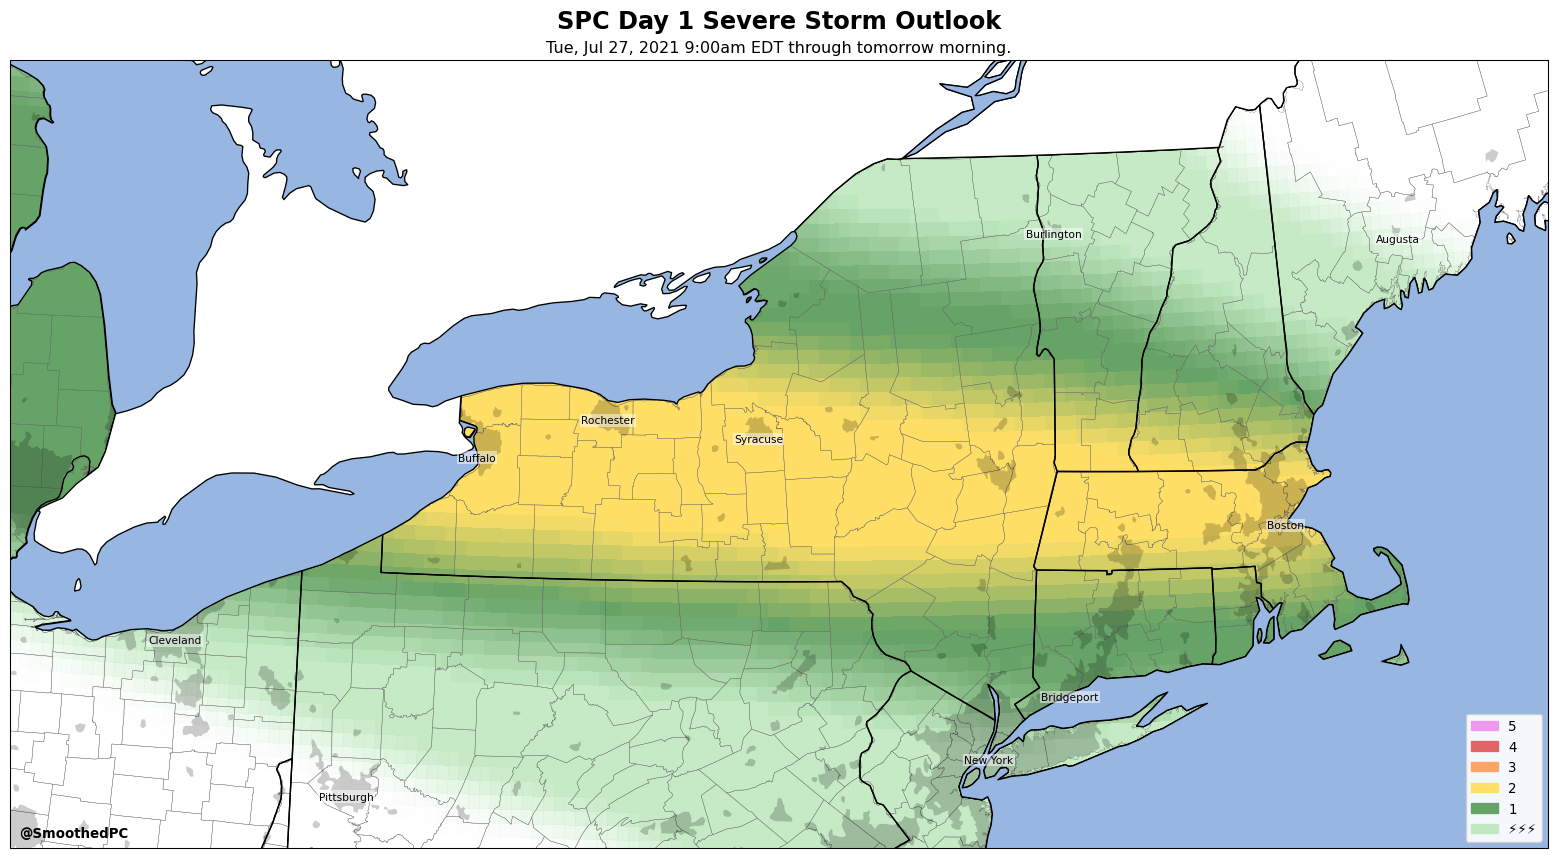 SPC Day 1 Severe Storm Outlook
Tue, Jul 27, 2021 9:00am EDT through tomorrow morning.
Burlington
Augusta
Rochester
Syracuse
Buffalo
Boston
Cleveland
Bridgeport
New York
Pittsburgh
5
4
3
2
1
⚡⚡⚡
@SmoothedPC